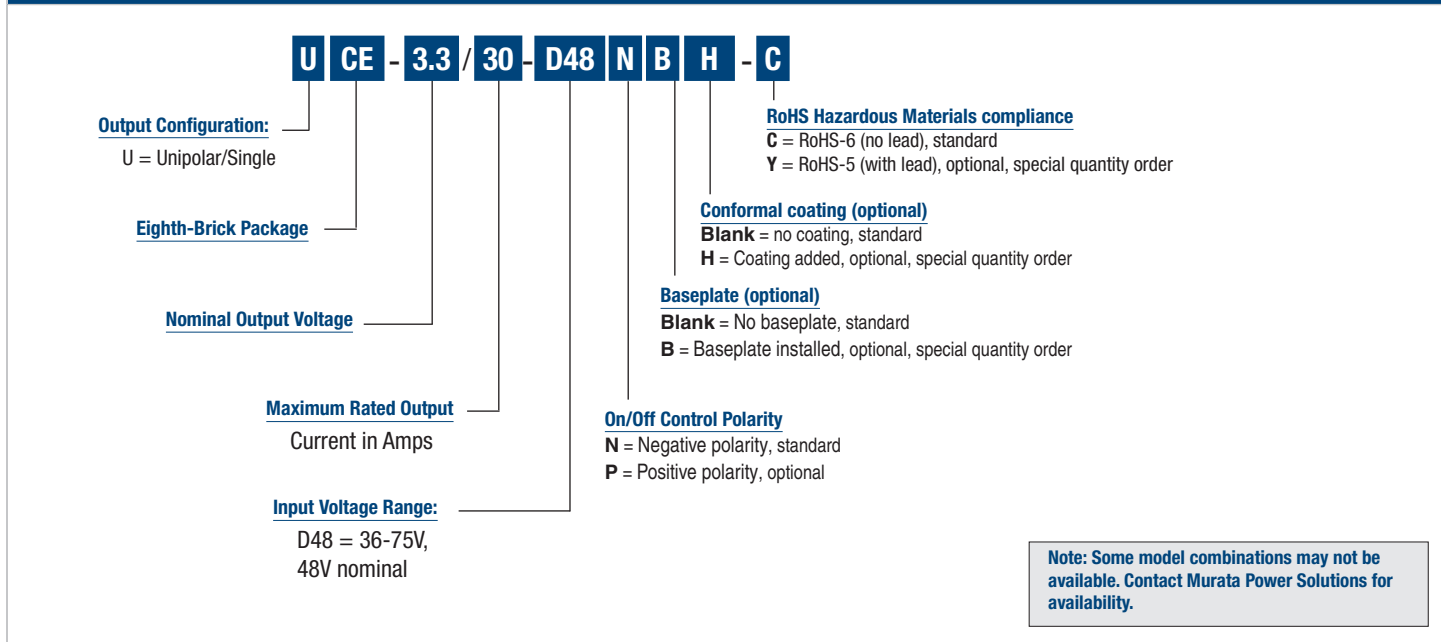 U CE - 3.3 / 30 - D48 N B H - C
Output Configuration:
U = Unipolar/Single
Eighth-Brick Package
Nominal Output Voltage
Maximum Rated Output
Current in Amps
Input Voltage Range:
D48 = 36-75V,
48V nominal
On/Off Control Polarity
N = Negative polarity, standard
P = Positive polarity, optional
Baseplate (optional)
Blank = No baseplate, standard
B = Baseplate installed, optional, special quantity order
Conformal coating (optional)
Blank = no coating, standard
H = Coating added, optional, special quantity order
RoHS Hazardous Materials compliance
C = RoHS-6 (no lead), standard
Y = RoHS-5 (with lead), optional, special quantity order
Note: Some model combinations may not be
available. Contact Murata Power Solutions for
availability.